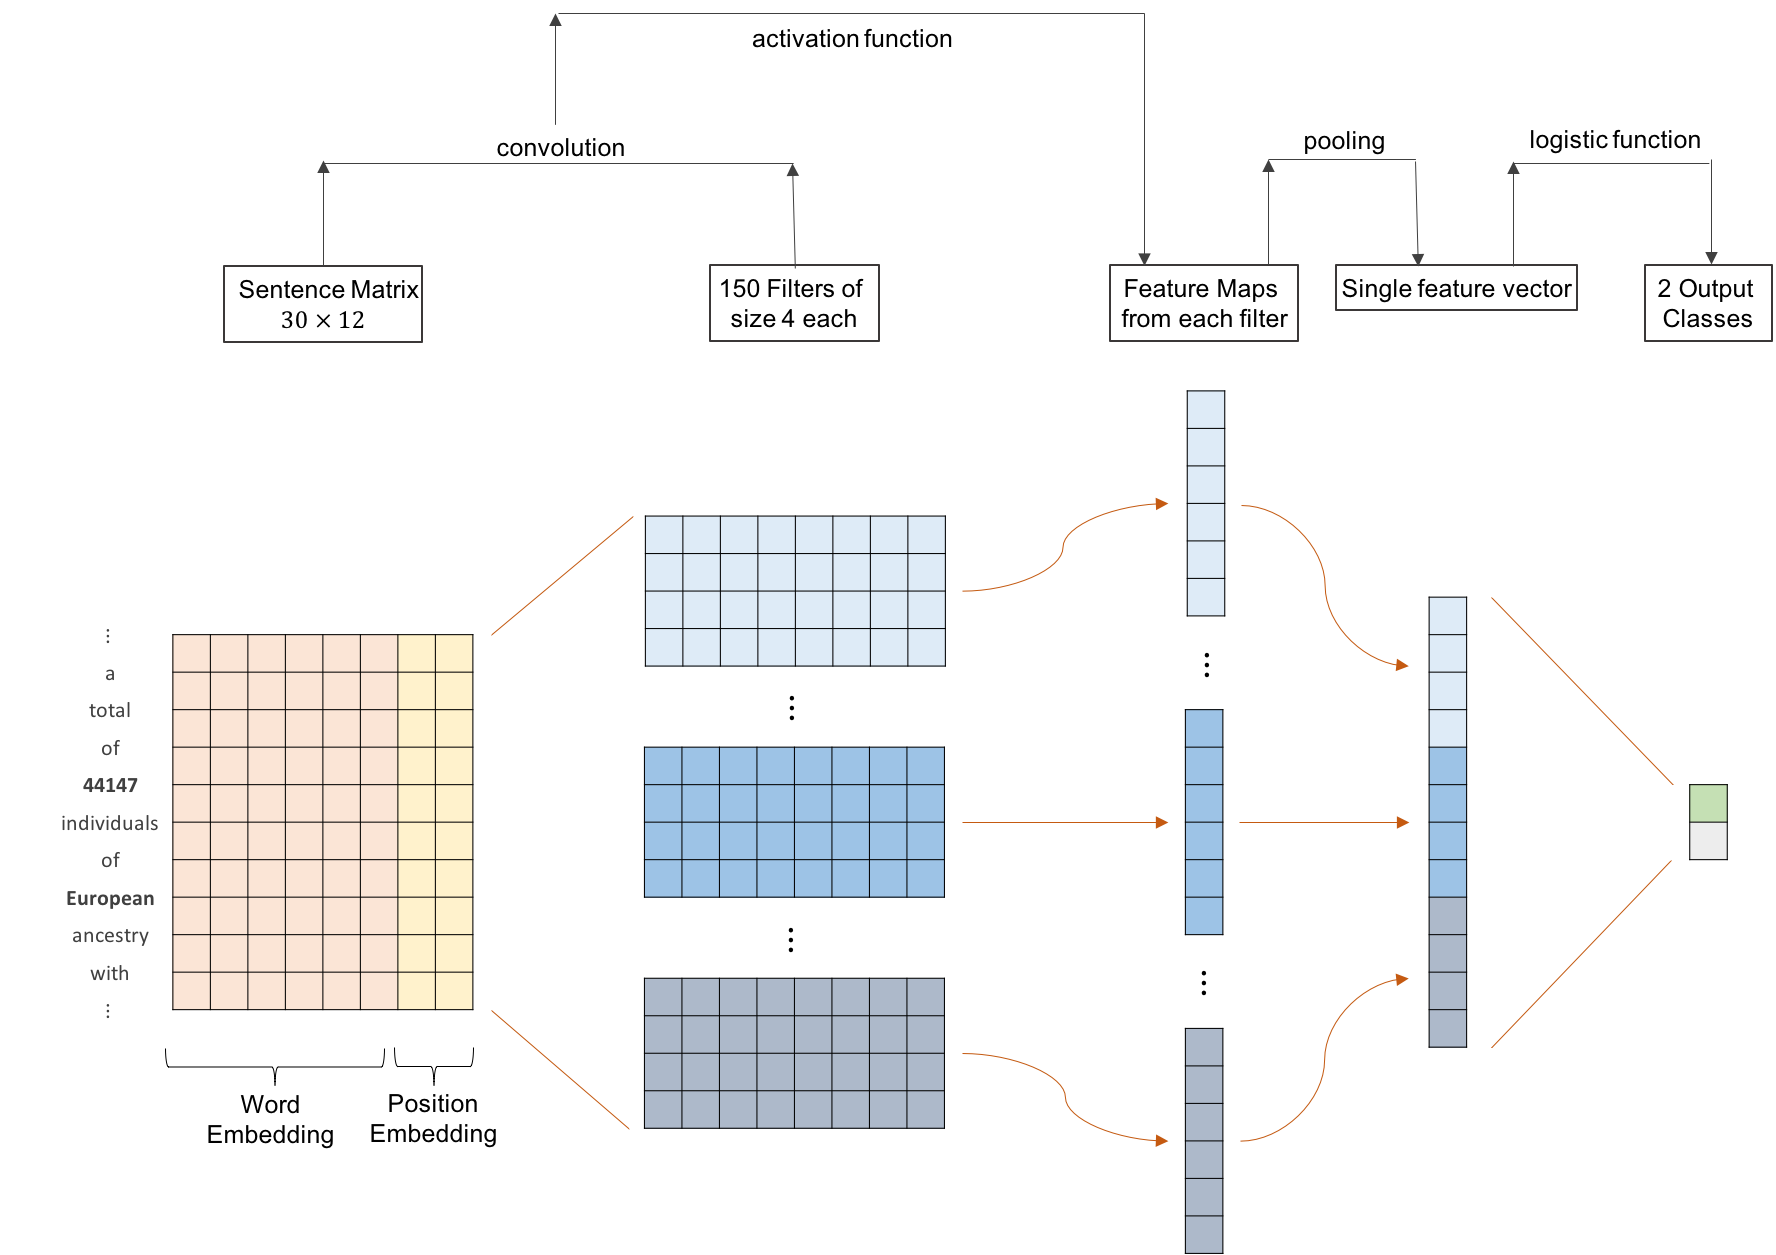 activation function
convolution
pooling
logistic function
Sentence Matrix
30 × 12
150 Filters of
size 4 each
Feature Maps
from each filter
Single feature vector
2 Output
Classes
⋮
a
total
of
44147
individuals
of
European
ancestry
with
⋮
Word
Embedding
Position
Embedding